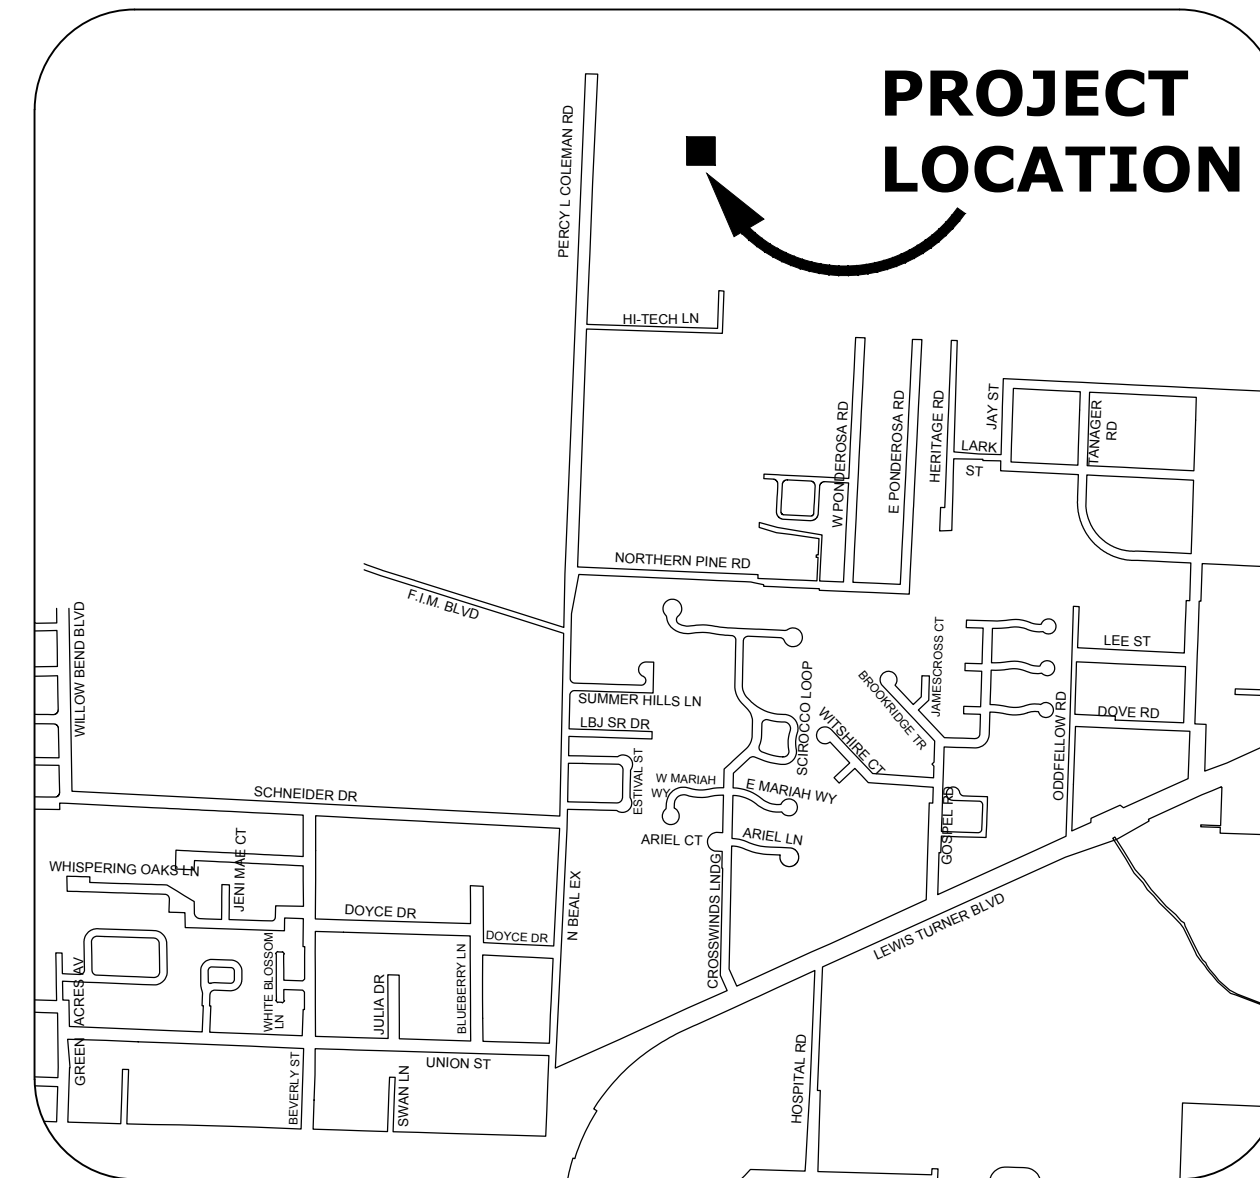 PROJECT
LOCATION
PERCY L COLEMAN RD
HI-TECH LN
W PONDEROSA RD
E PONDEROSA RD
HERITAGE RD
JAY ST
LARK
ST
TANAGER
RD
NORTHERN PINE RD
F.I.M. BLVD
WILLOW BEND BLVD
SUMMER HILLS LN
LBJ SR DR
ESTIVAL ST
SCIROCCO LOOP
WITSHIRE CT
BROOKRIDGE TR
JAMESCROSS CT
LEE ST
DOVE RD
ODDFELLOW RD
W MARIAH
WY
E MARIAH WY
ARIEL CT
ARIEL LN
GOSPEL RD
SCHNEIDER DR
WHISPERING OAKS LN
JENI MAE CT
DOYCE DR
DOYCE DR
N BEAL EX
CROSSWINDS LNDG
LEWIS TURNER BLVD
GREEN ACRES AV
WHITE BLOSSOM
LN
JULIA DR
BLUEBERRY LN
UNION ST
BEVERLY ST
SWAN LN
HOSPITAL RD